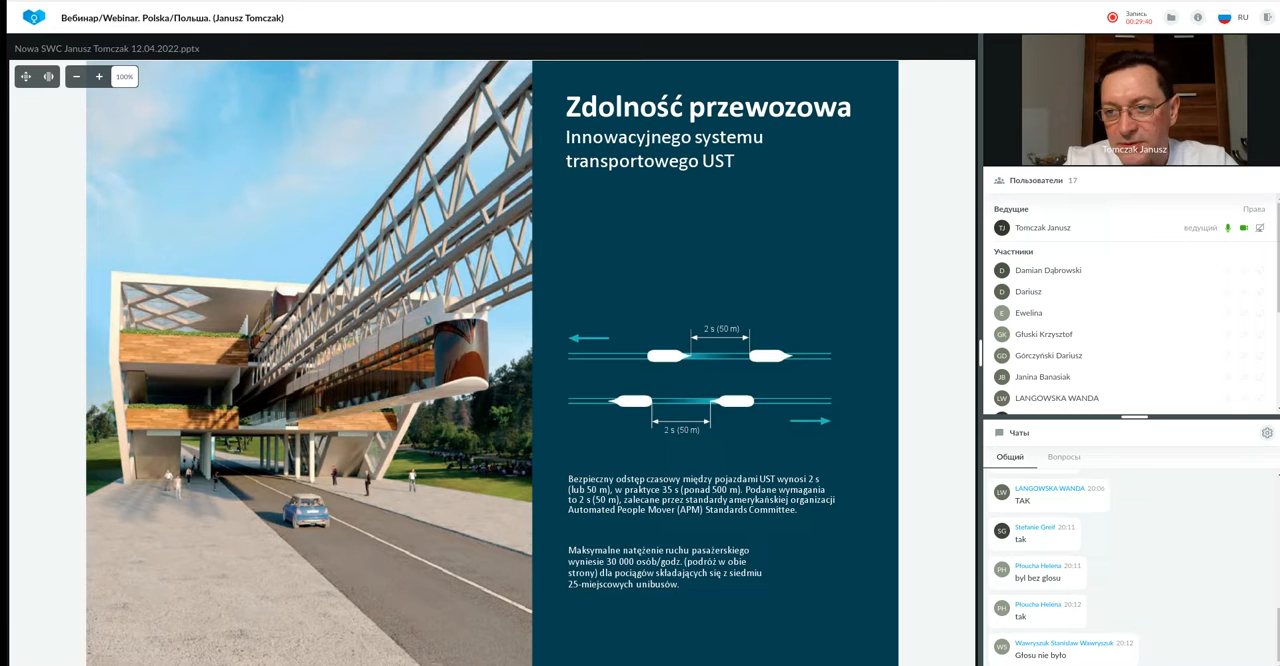 Вебинар/Webinar. Polska/Польша. (Janusz Tomczak)
Запись
00:29:40
RU
Nowa SWC Janusz Tomczak 12.04.2022.pptx
100%
Zdolność przewozowa
Innowacyjnego systemu
transportowego UST
2 s (50 m)
2 s (50 m)
Bezpieczny odstęp czasowy między pojazdami UST wynosi 2 s
(lub 50 m), w praktyce 35 s (ponad 500 m). Podane wymagania
to 2 s (50 m), zalecane przez standardy amerykańskiej organizacji
Automated People Mover (APM) Standards Committee.
Maksymalne natężenie ruchu pasażerskiego
wyniesie 30 000 osób/godz. (podróż w obie
strony) dla pociągów składających się z siedmiu
25-miejscowych unibusów.
Tomczak Janusz
Пользователи 17
Ведущие Права
TJ Tomczak Janusz ведущий
Участники
D Damian Dąbrowski
D Dariusz
E Ewelina
GK Głuski Krzysztof
GD Górczyński Dariusz
JB Janina Banasiak
LW LANGOWSKA WANDA
Чаты
Общий Вопросы
LW LANGOWSKA WANDA 20:06
TAK
SG Stefanie Greif 20:11
tak
PH Płoucha Helena 20:11
byl bez glosu
PH Płoucha Helena 20:12
tak
WS Wawryszuk Stanislaw Wawryszuk 20:12
Głosu nie było